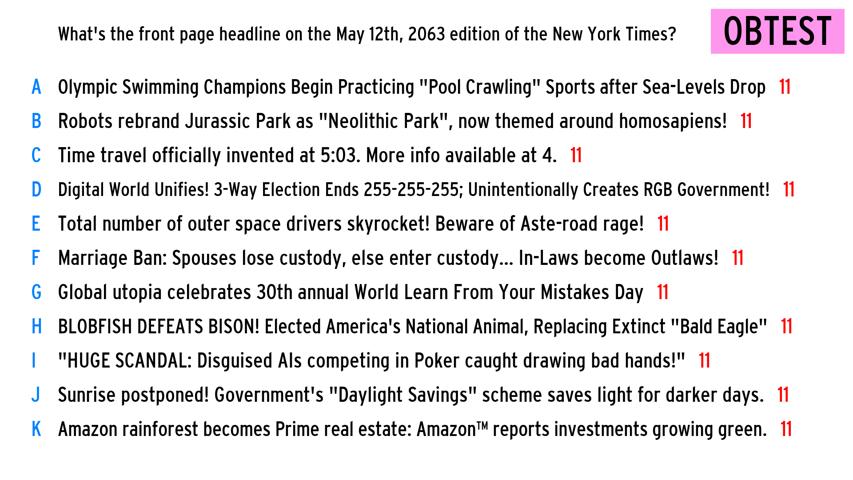 What's the front page headline on the May 12th, 2063 edition of the New York Times?
OBTEST
A Olympic Swimming Champions Begin Practicing "Pool Crawling" Sports after Sea-Levels Drop 11
B Robots rebrand Jurassic Park as "Neolithic Park", now themed around homosapiens! 11
C Time travel officially invented at 5:03. More info available at 4. 11
D Digital World Unifies! 3-Way Election Ends 255-255-255; Unintentionally Creates RGB Government! 11
E Total number of outer space drivers skyrocket! Beware of Aste-road rage! 11
F Marriage Ban: Spouses lose custody, else enter custody... In-Laws become Outlaws! 11
G Global utopia celebrates 30th annual World Learn From Your Mistakes Day 11
H BLOBFISH DEFEATS BISON! Elected America's National Animal, Replacing Extinct "Bald Eagle" 11
I "HUGE SCANDAL: Disguised AIs competing in Poker caught drawing bad hands!" 11
J Sunrise postponed! Government's "Daylight Savings" scheme saves light for darker days. 11
K Amazon rainforest becomes Prime real estate: Amazon™ reports investments growing green. 11